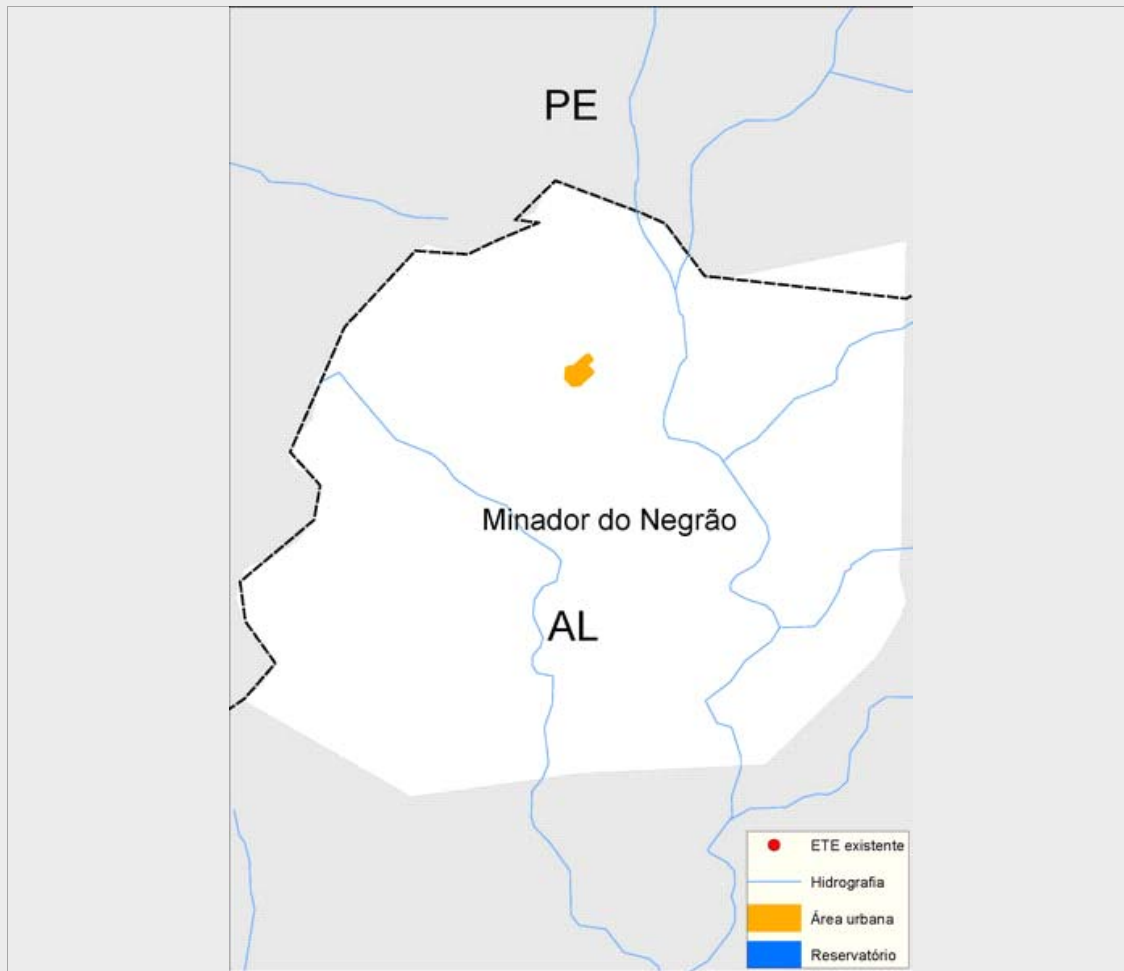 PE
Minador do Negrão
AL
ETE existente
Hidrografia
Área urbana
Reservatório